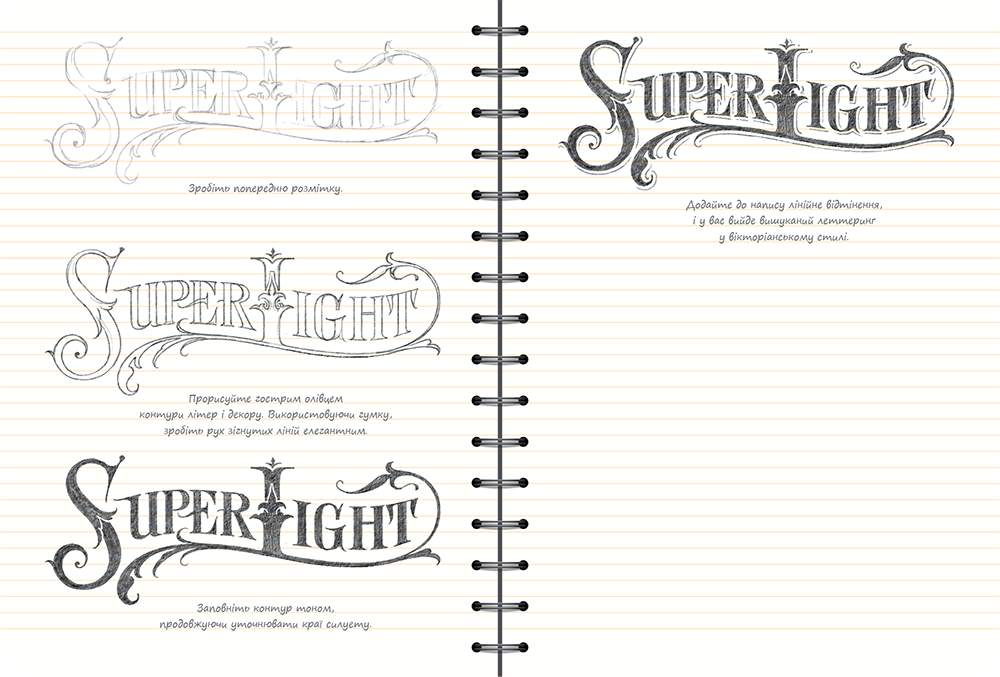 SUPERLIGHT
Зробіть попередню розмітку.
SUPERLIGHT
Прорисуйте гострим олівцем
контури літер і декору. Використовуючи гумку,
зробіть рух зігнутих ліній елегантним.
SUPERLIGHT
Заповніть контур тоном,
продовжуючи уточнювати краї силуету.
SUPERLIGHT
Додайте до напису лінійне відтінення,
і у вас вийде вишуканий леттеринг
у вікторіанському стилі.